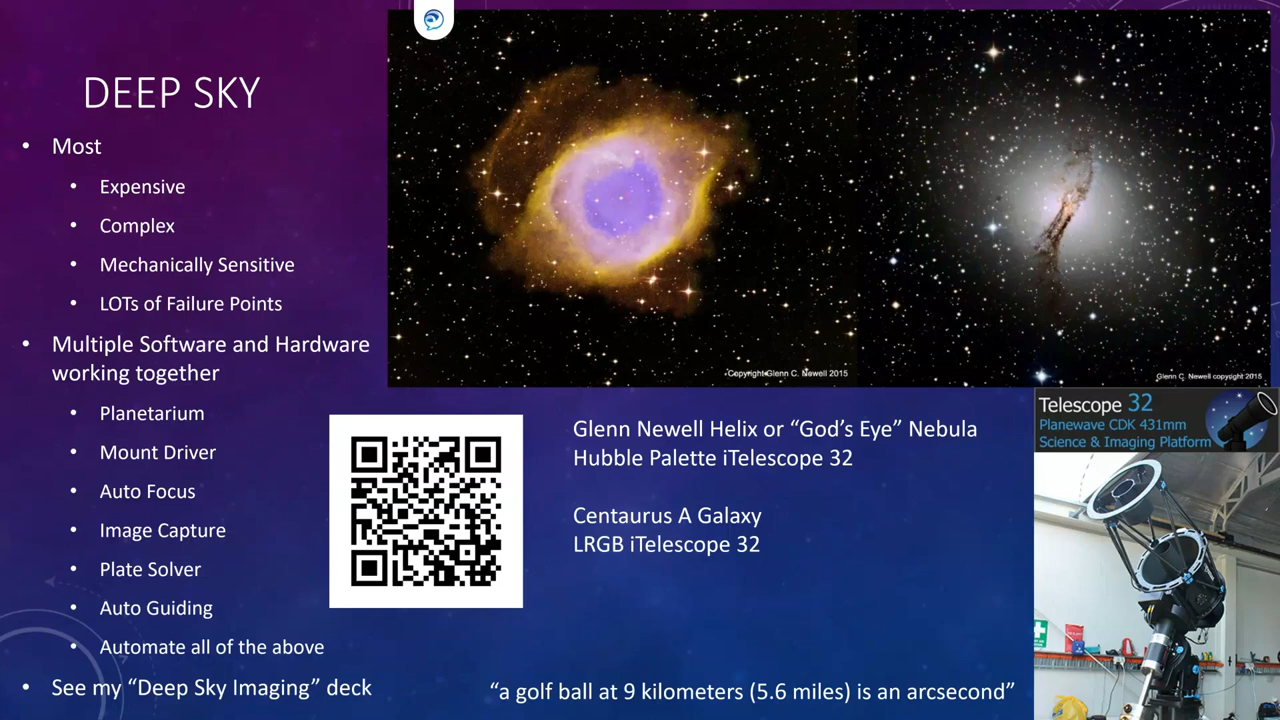 DEEP SKY
• Most
• Expensive
• Complex
• Mechanically Sensitive
• LOTs of Failure Points
• Multiple Software and Hardware
working together
• Planetarium
• Mount Driver
• Auto Focus
• Image Capture
• Plate Solver
• Auto Guiding
• Automate all of the above
• See my “Deep Sky Imaging” deck
Copyright Glenn C. Newell 2015
Glenn C. Newell copyright 2015
Glenn Newell Helix or “God’s Eye” Nebula
Hubble Palette iTelescope 32
Centaurus A Galaxy
LRGB iTelescope 32
Telescope 32
Planewave CDK 431mm
Science & Imaging Platform
“a golf ball at 9 kilometers (5.6 miles) is an arcsecond”